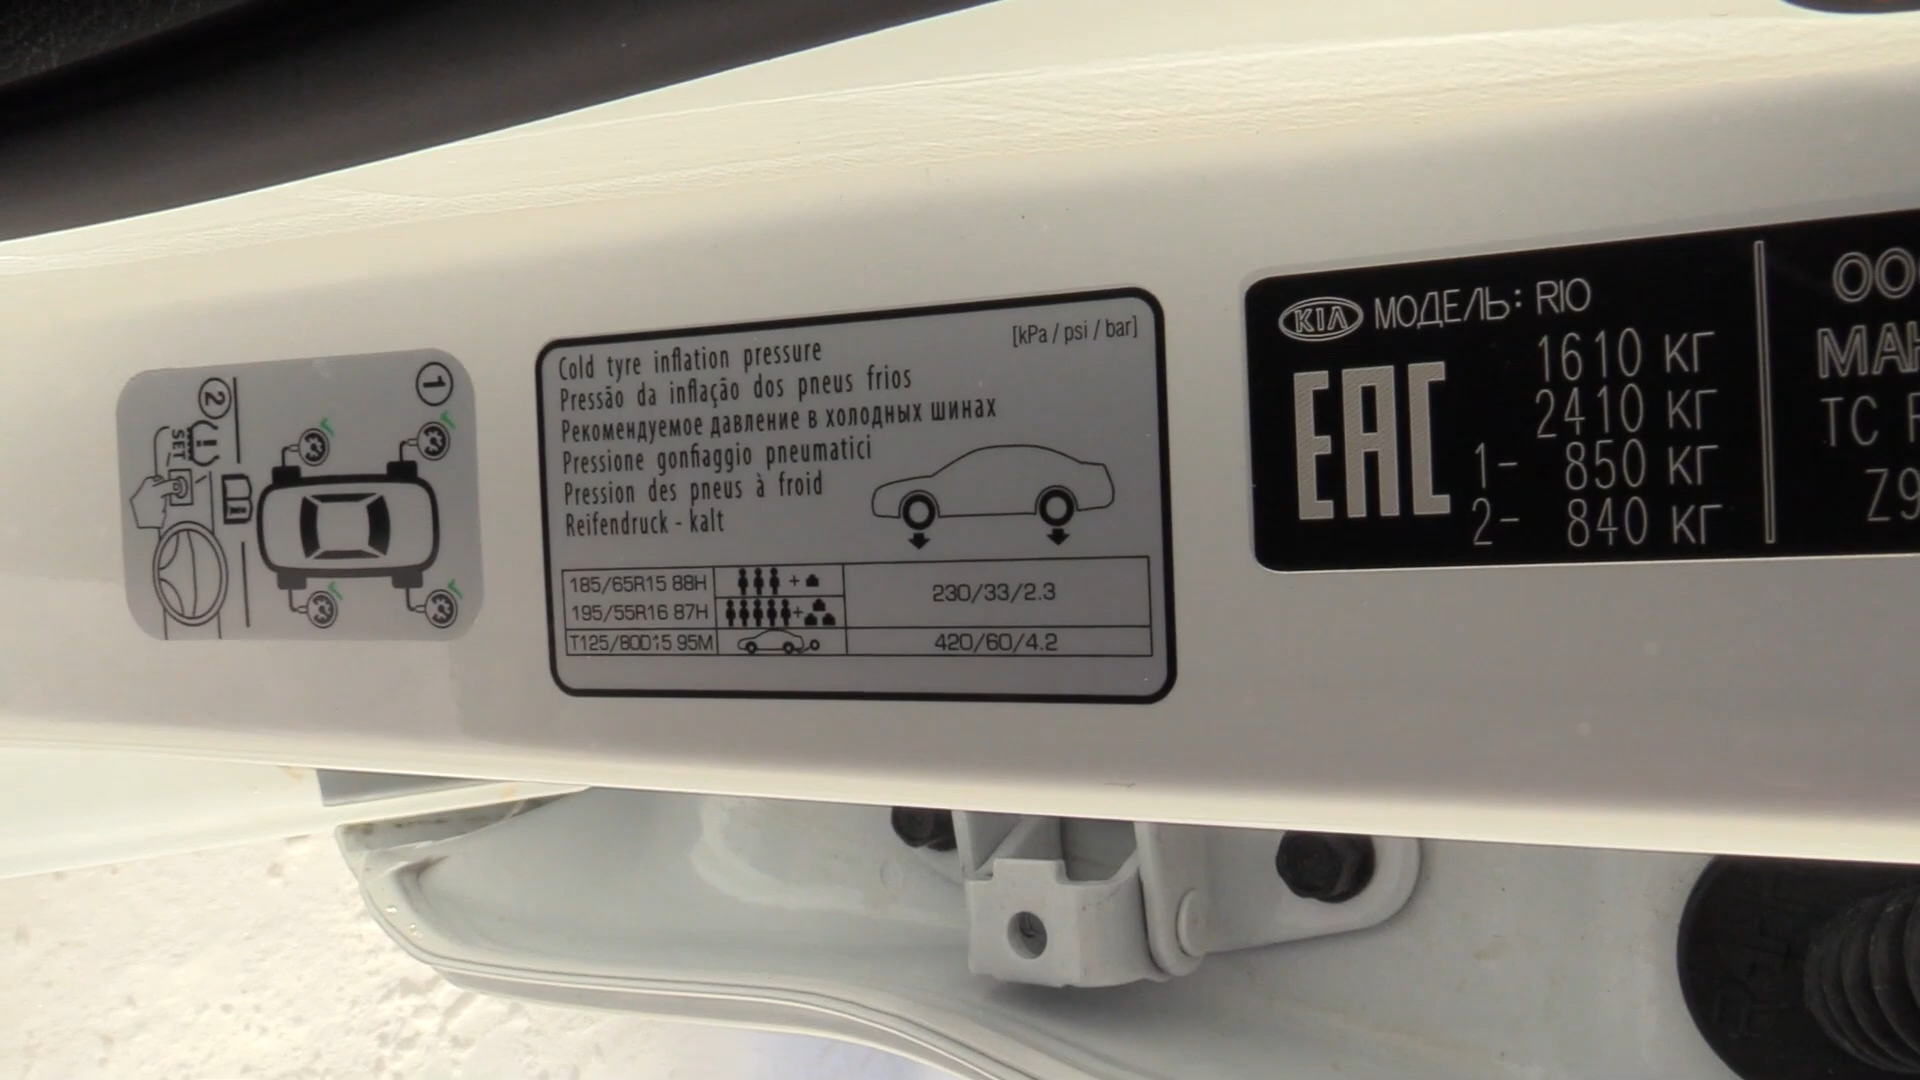 1
2
SET
[kPa / psi / bar]
Cold tyre inflation pressure
Pressão da inflação dos pneus frios
Рекомендуемое давление в холодных шинах
Pressione gonfiaggio pneumatici
Pression des pneus à froid
Reifendruck - kalt
185/65R15 88H
195/55R16 87H
+
+
230/33/2.3
T125/80D15 95M
420/60/4.2
KIA МОДЕЛЬ: RIO
EAC
1610 КГ
2410 КГ
1- 850 КГ
2- 840 КГ
ТС
Z9